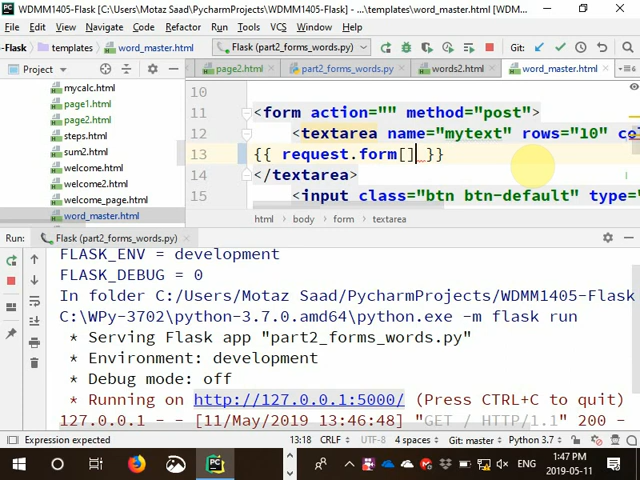 WDMM1405-Flask [C:\Users\Motaz Saad\PycharmProjects\WDMM1405-Flask] - ...\templates\word_master.html - ...
File Edit View Navigate Code Refactor Run Tools VCS Window Help
-Flask templates word_master.html Flask (part2_forms_words.py) Git:
Project page2.html part2_forms_words.py words2.html word_master.html
mycalc.html
page1.html
page2.html
steps.html
sum2.html
welcome.html
welcome2.html
welcome_page.html
word_master.html
10
11 <form action="" method="post">
12 <textarea name="mytext" rows="10" co
13 {{ request.form[] }}
14 </textarea>
15 <input class="btn btn-default" type=
html body form textarea
Run: Flask (part2_forms_words.py)
FLASK_ENV = development
FLASK_DEBUG = 0
In folder C:/Users/Motaz Saad/PycharmProjects/WDMM1405-Flask
C:\WPy-3702\python-3.7.0.amd64\python.exe -m flask run
* Serving Flask app "part2_forms_words.py"
* Environment: development
* Debug mode: off
* Running on http://127.0.0.1:5000/ (Press CTRL+C to quit)
127.0.0.1 - - [11/May/2019 13:46:48] "GET / HTTP/1.1" 200 -
Expression expected 13:18 CRLF UTF-8 4 spaces Git: master Python 3.7
1:47 PM
2019-05-11